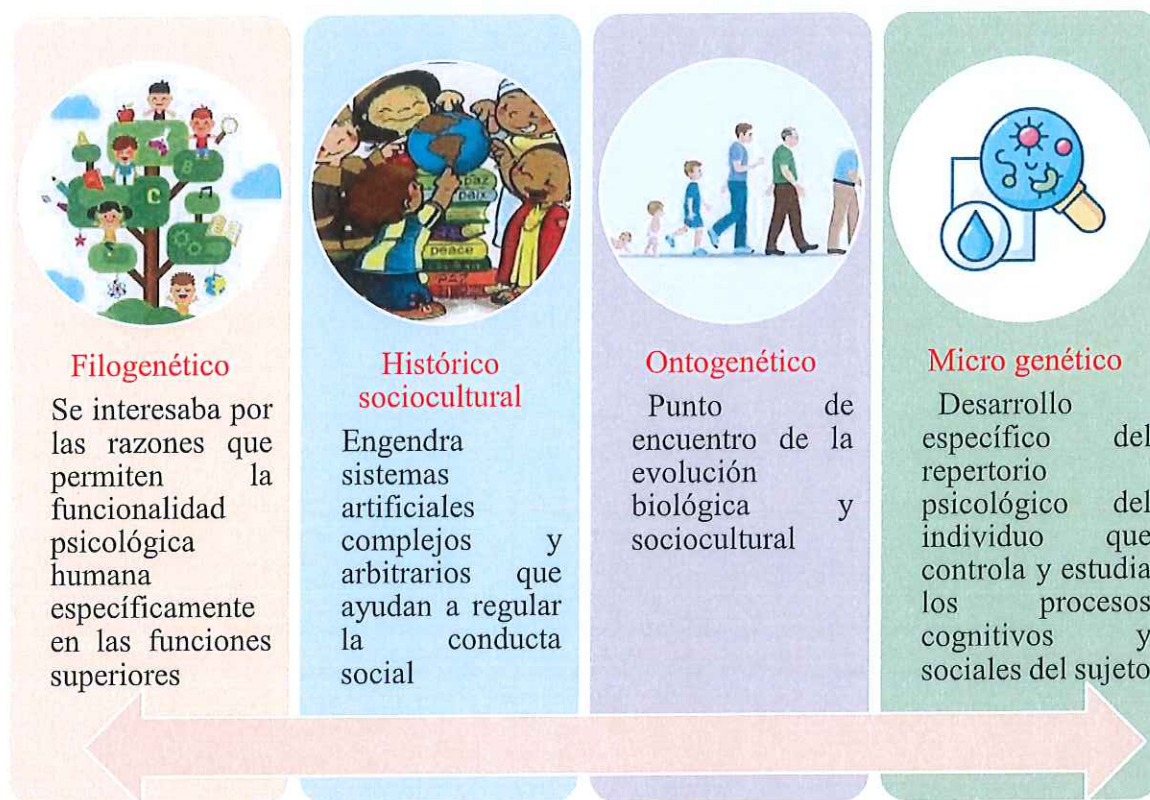 Filogenético
Se interesaba por
las razones que
permiten la
funcionalidad
psicológica
humana
específicamente
en las funciones
superiores
Histórico
sociocultural
Engendra
sistemas
artificiales
complejos y
arbitrarios que
ayudan a regular
la conducta
social
paz
paix
peace
Ontogenético
Punto de
encuentro de la
evolución
biológica y
sociocultural
Micro genético
Desarrollo
específico del
repertorio
psicológico del
individuo que
controla y estudia
los procesos
cognitivos y
sociales del sujeto